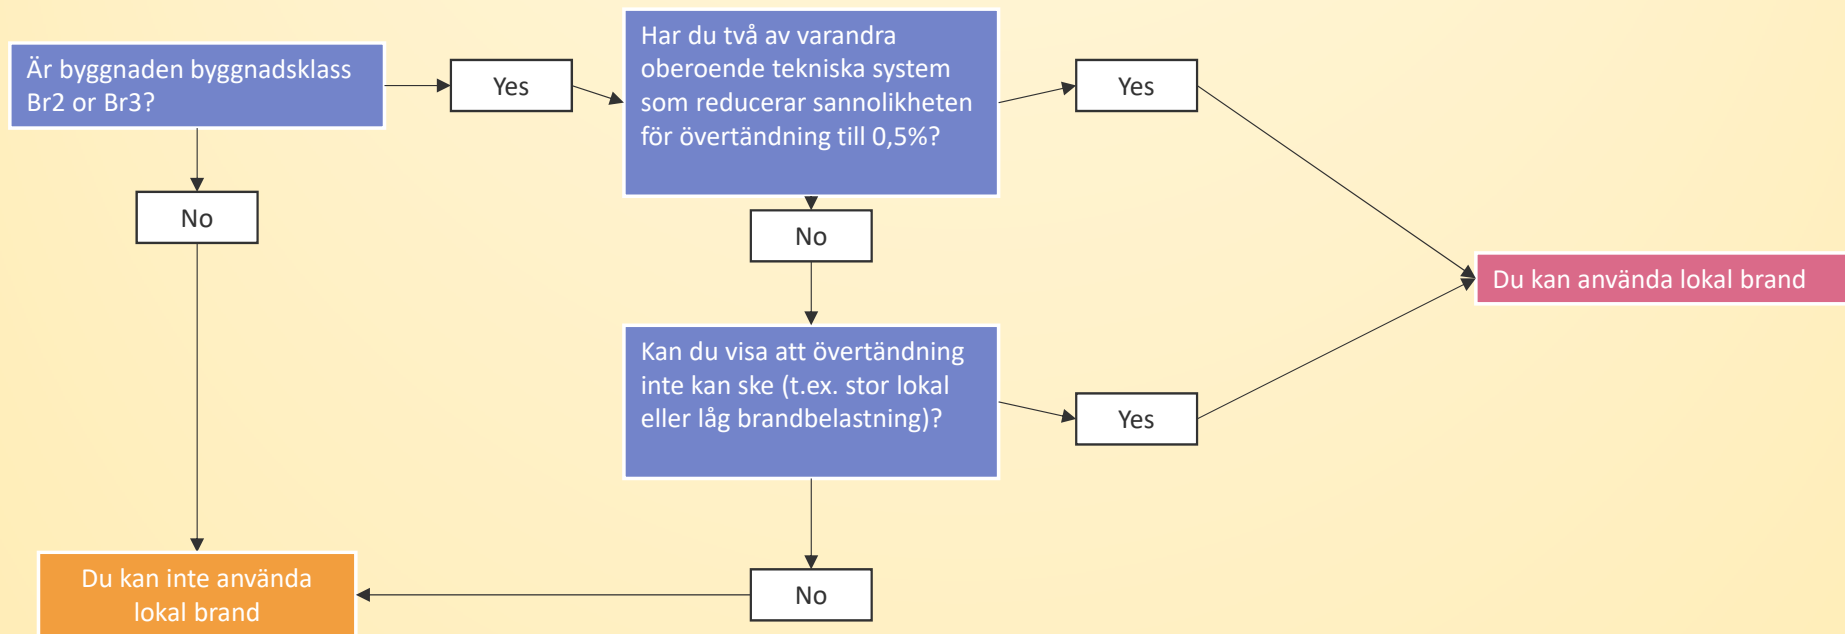 Är byggnaden byggnadsklass
Br2 or Br3?
Yes
Har du två av varandra
oberoende tekniska system
som reducerar sannolikheten
för övertändning till 0,5%?
Yes
No
No
Du kan använda lokal brand
Kan du visa att övertändning
inte kan ske (t.ex. stor lokal
eller låg brandbelastning)?
Yes
Du kan inte använda
lokal brand
No